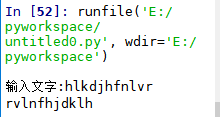 In [52]: runfile('E:/
pyworkspace/
untitled0.py', wdir='E:/
pyworkspace')
输入文字:hlkdjhfnlvr
rvlnfhjdklh